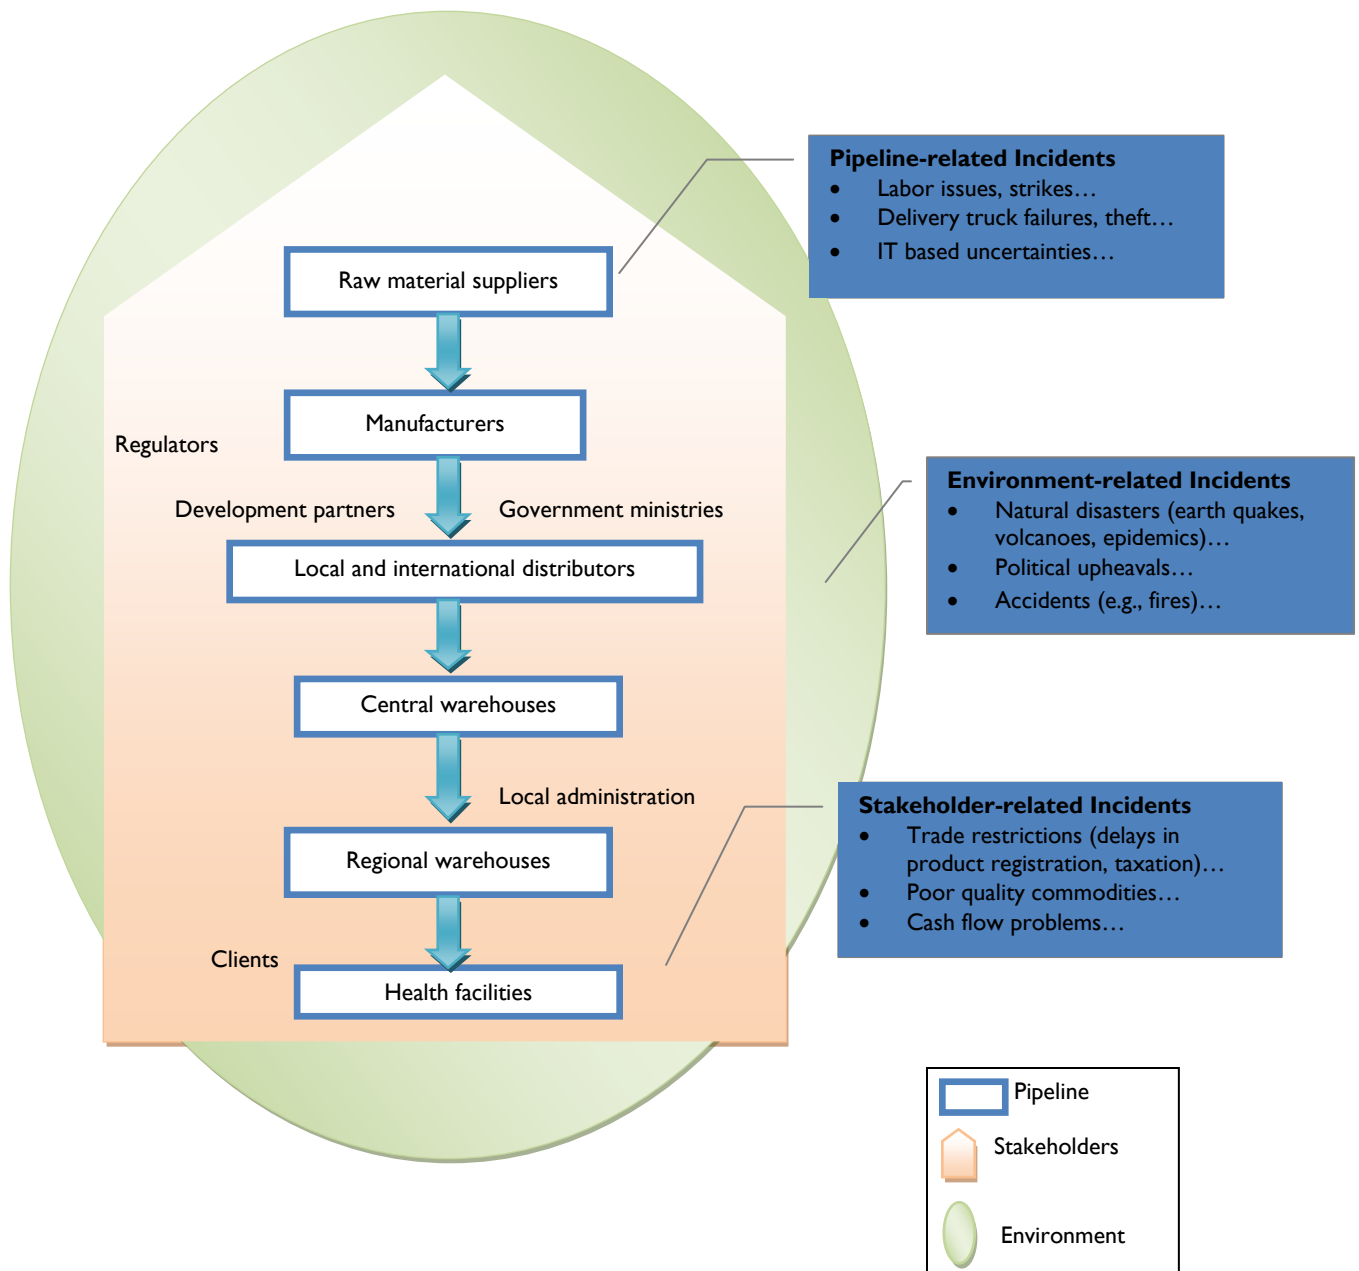 Pipeline-related Incidents
• Labor issues, strikes…
• Delivery truck failures, theft…
• IT based uncertainties…
Raw material suppliers
Manufacturers
Regulators
Development partners
Government ministries
Local and international distributors
Environment-related Incidents
• Natural disasters (earth quakes,
volcanoes, epidemics)…
• Political upheavals…
• Accidents (e.g., fires)…
Central warehouses
Local administration
Stakeholder-related Incidents
• Trade restrictions (delays in
product registration, taxation)…
• Poor quality commodities…
• Cash flow problems…
Regional warehouses
Clients
Health facilities
Pipeline
Stakeholders
Environment